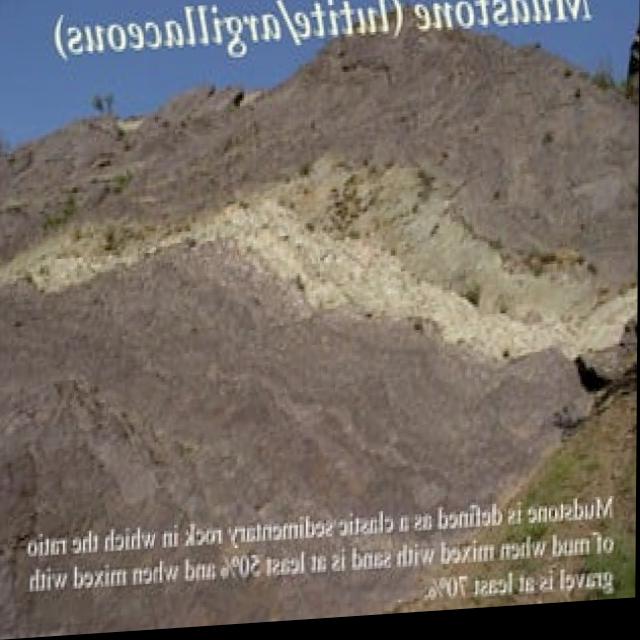 Mudstone (lutite/argillaceous)
Mudstone is defined as a clastic sedimentary rock in which the ratio
of mud when mixed with sand is at least 50% and when mixed with
gravel is at least 70%.